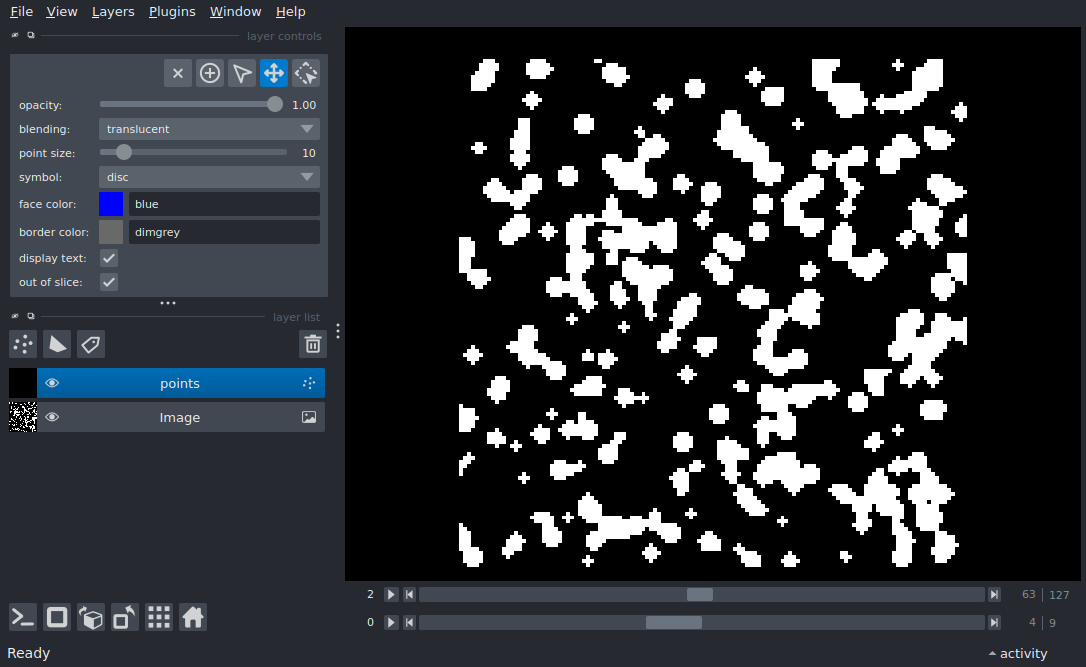 File View Layers Plugins Window Help
layer controls
opacity: 1.00
blending: translucent
point size: 10
symbol: disc
face color: blue
border color: dimgrey
display text:
out of slice:
layer list
points
Image
2 63 | 127
0 4 | 9
Ready activity